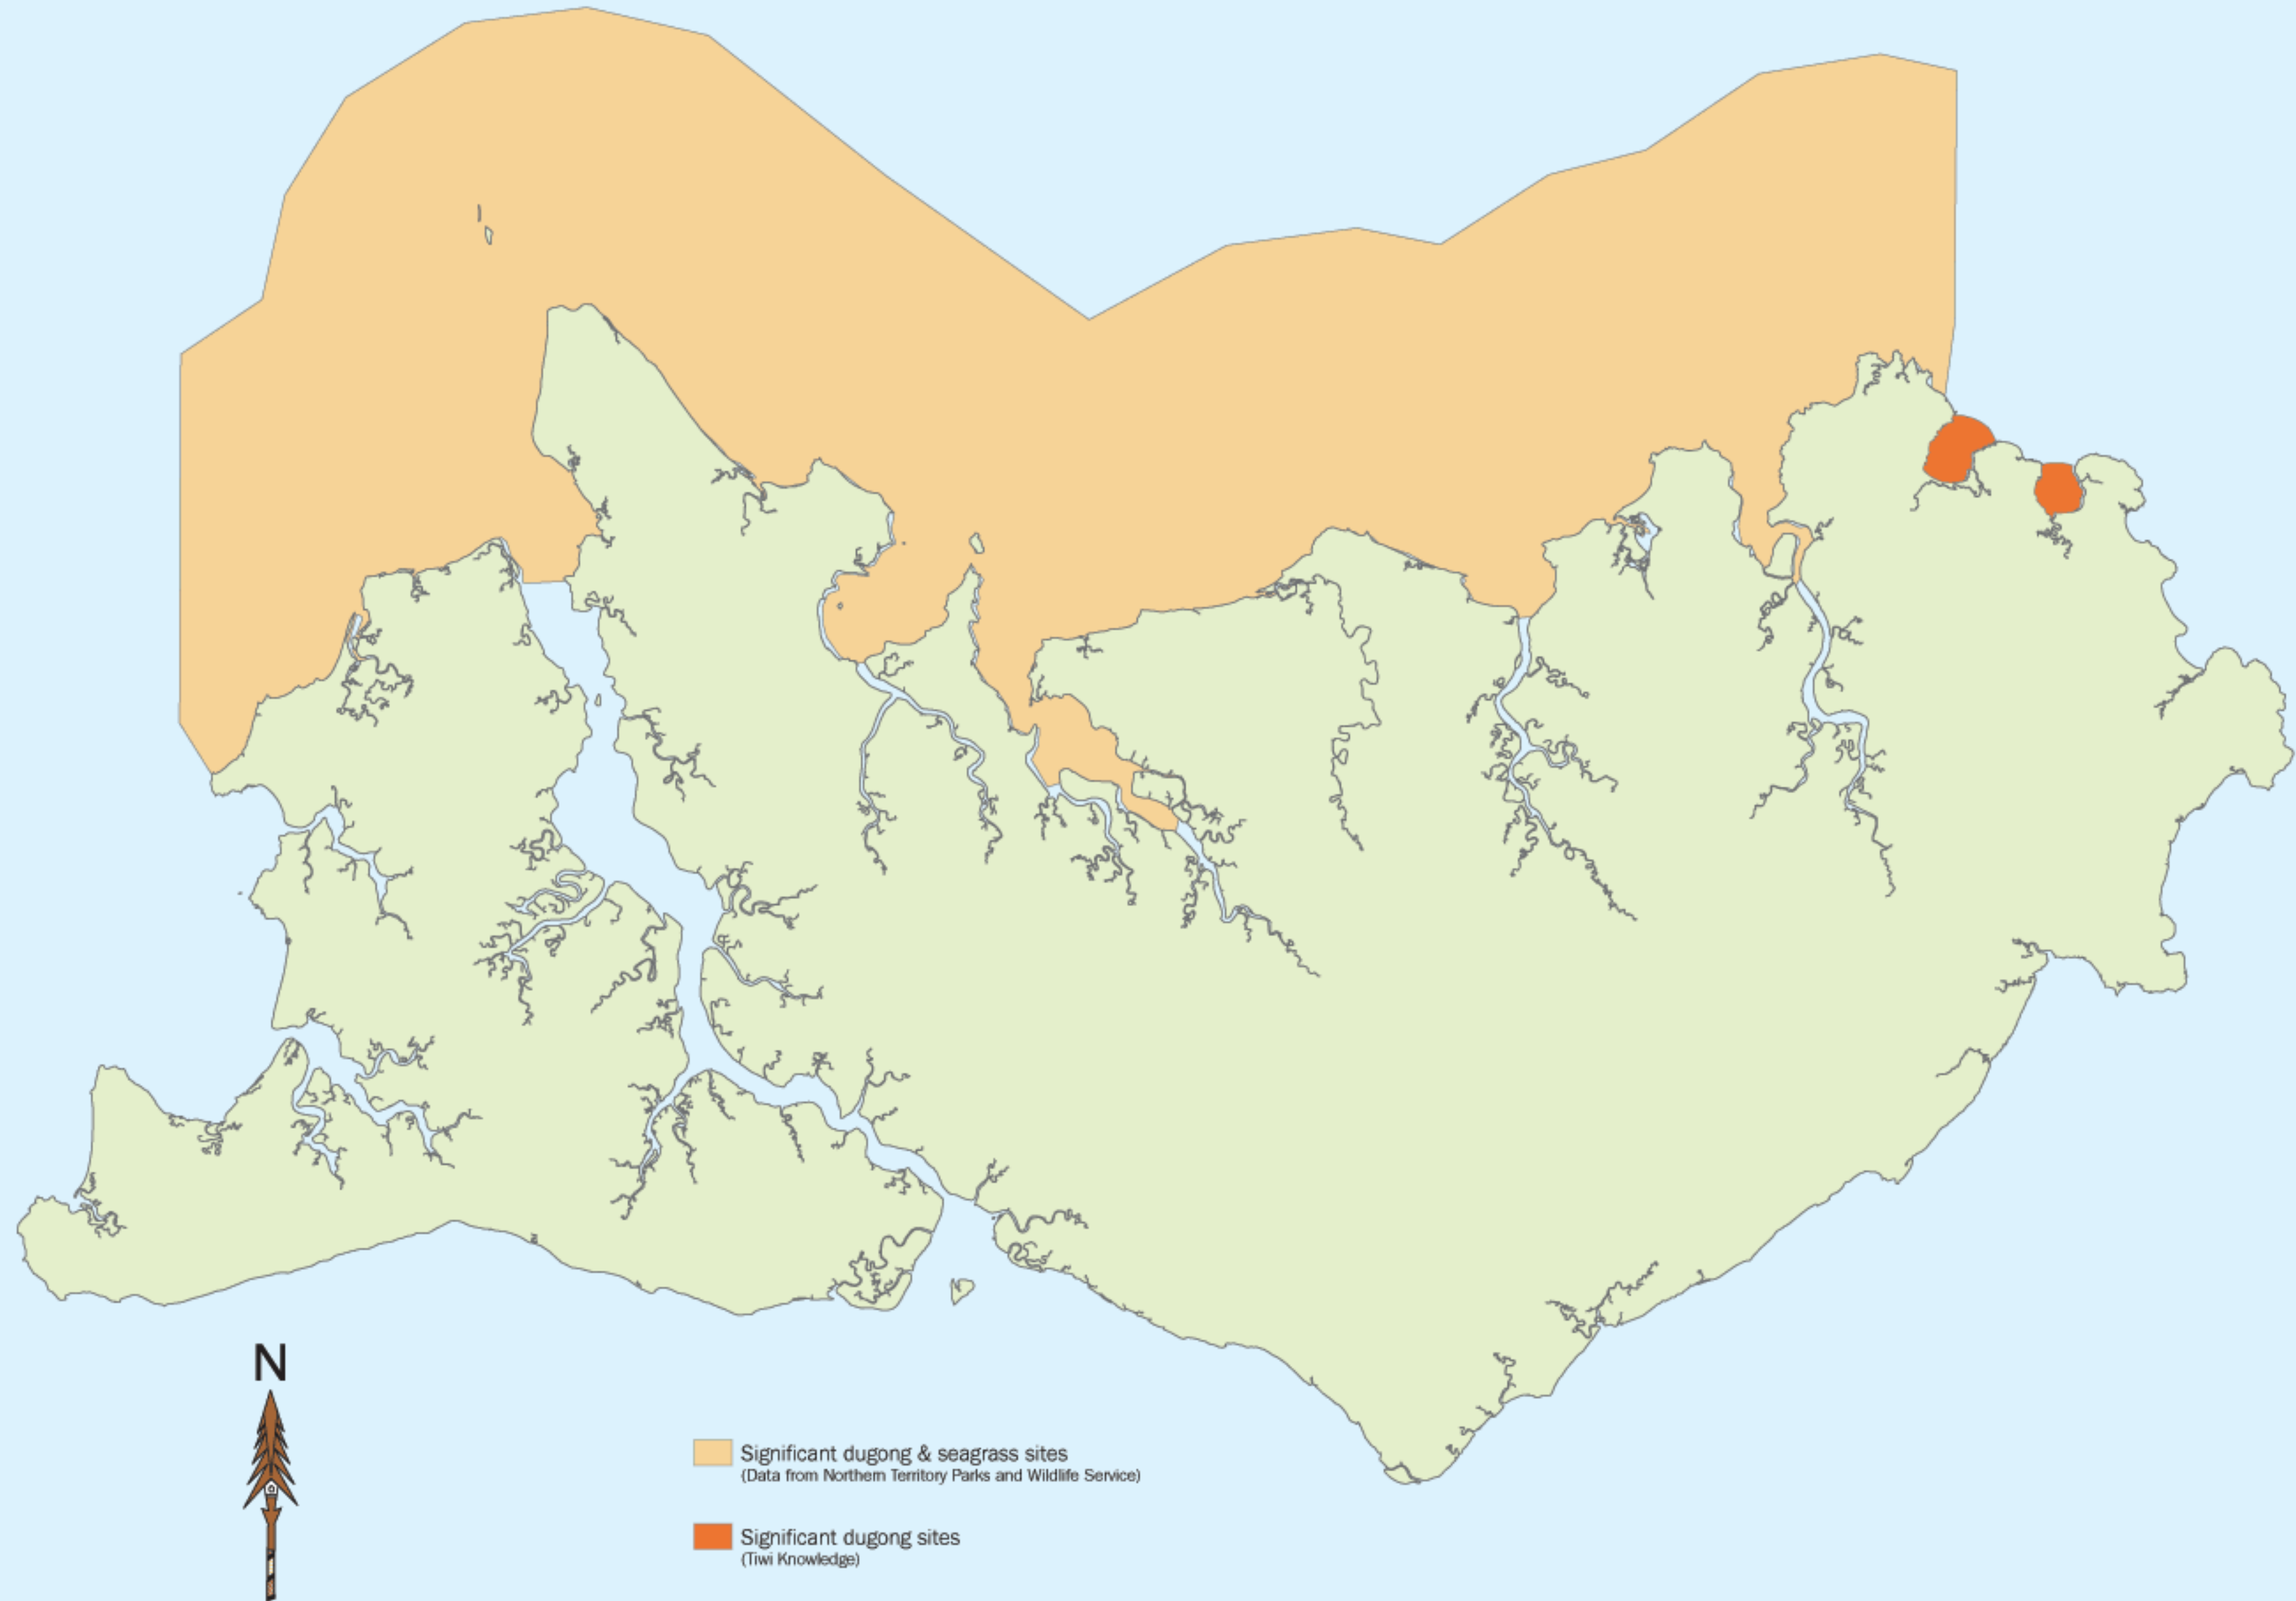 N
Significant dugong & seagrass sites
(Data from Northern Territory Parks and Wildlife Service)
Significant dugong sites
(Tiwi Knowledge)